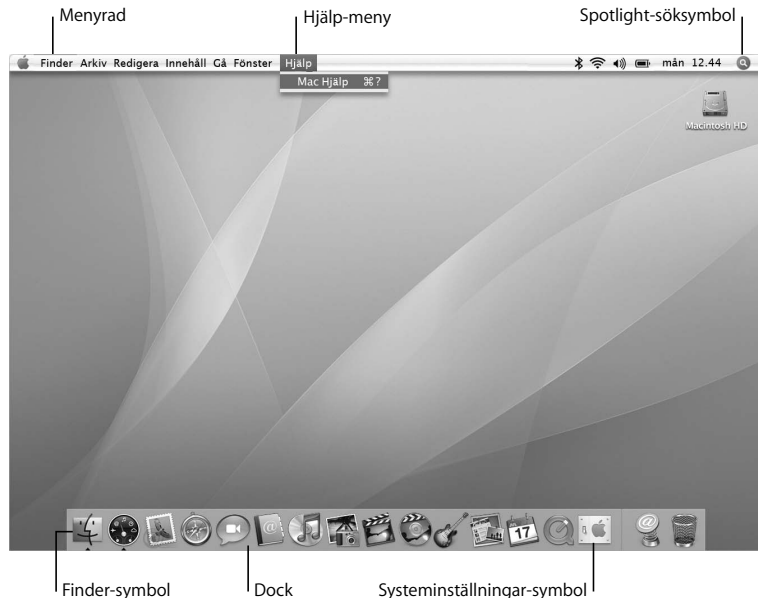 Menyrad
Hjälp-meny
Spotlight-söksymbol
Finder Arkiv Redigera Innehåll Gå Fönster Hjälp
mån 12.44
Mac Hjälp ⌘?
Macintosh HD
17
Finder-symbol
Dock
Systeminställningar-symbol